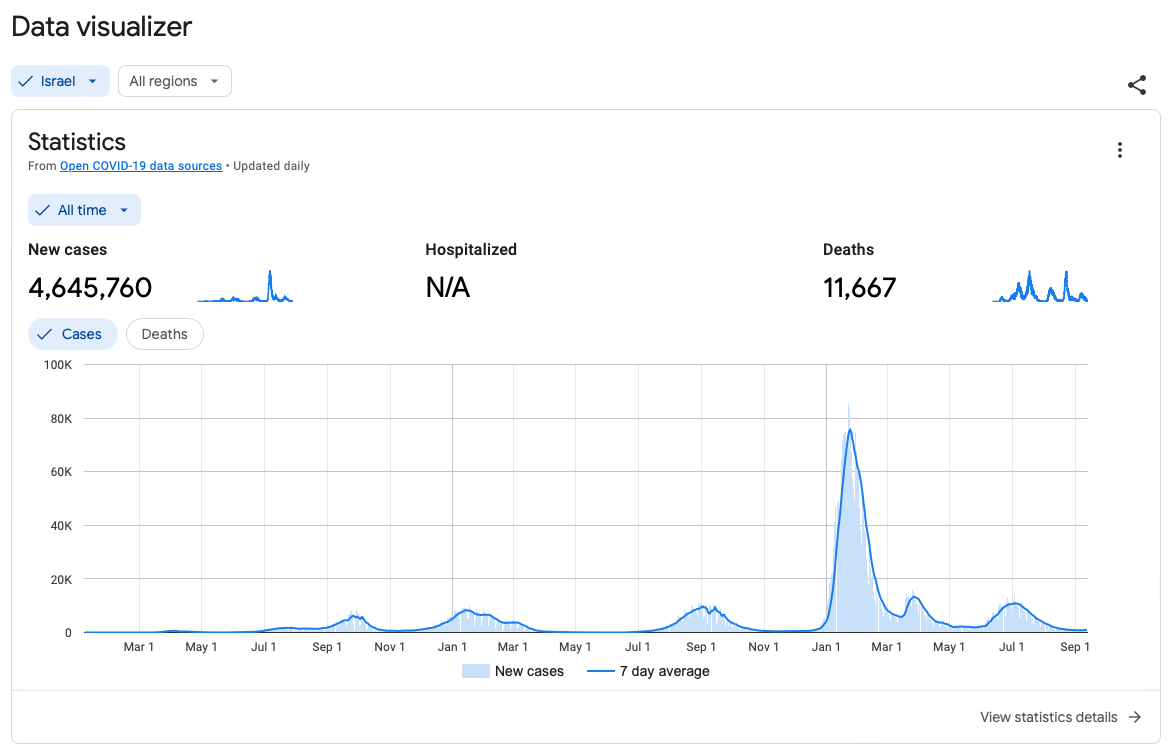 Data visualizer
Israel All regions
Statistics
From Open COVID-19 data sources • Updated daily
All time
New cases Hospitalized Deaths
4,645,760 N/A 11,667
Cases Deaths
100K
80K
60K
40K
20K
0
Mar 1 May 1 Jul 1 Sep 1 Nov 1 Jan 1 Mar 1 May 1 Jul 1 Sep 1 Nov 1 Jan 1 Mar 1 May 1 Jul 1 Sep 1
New cases 7 day average
View statistics details